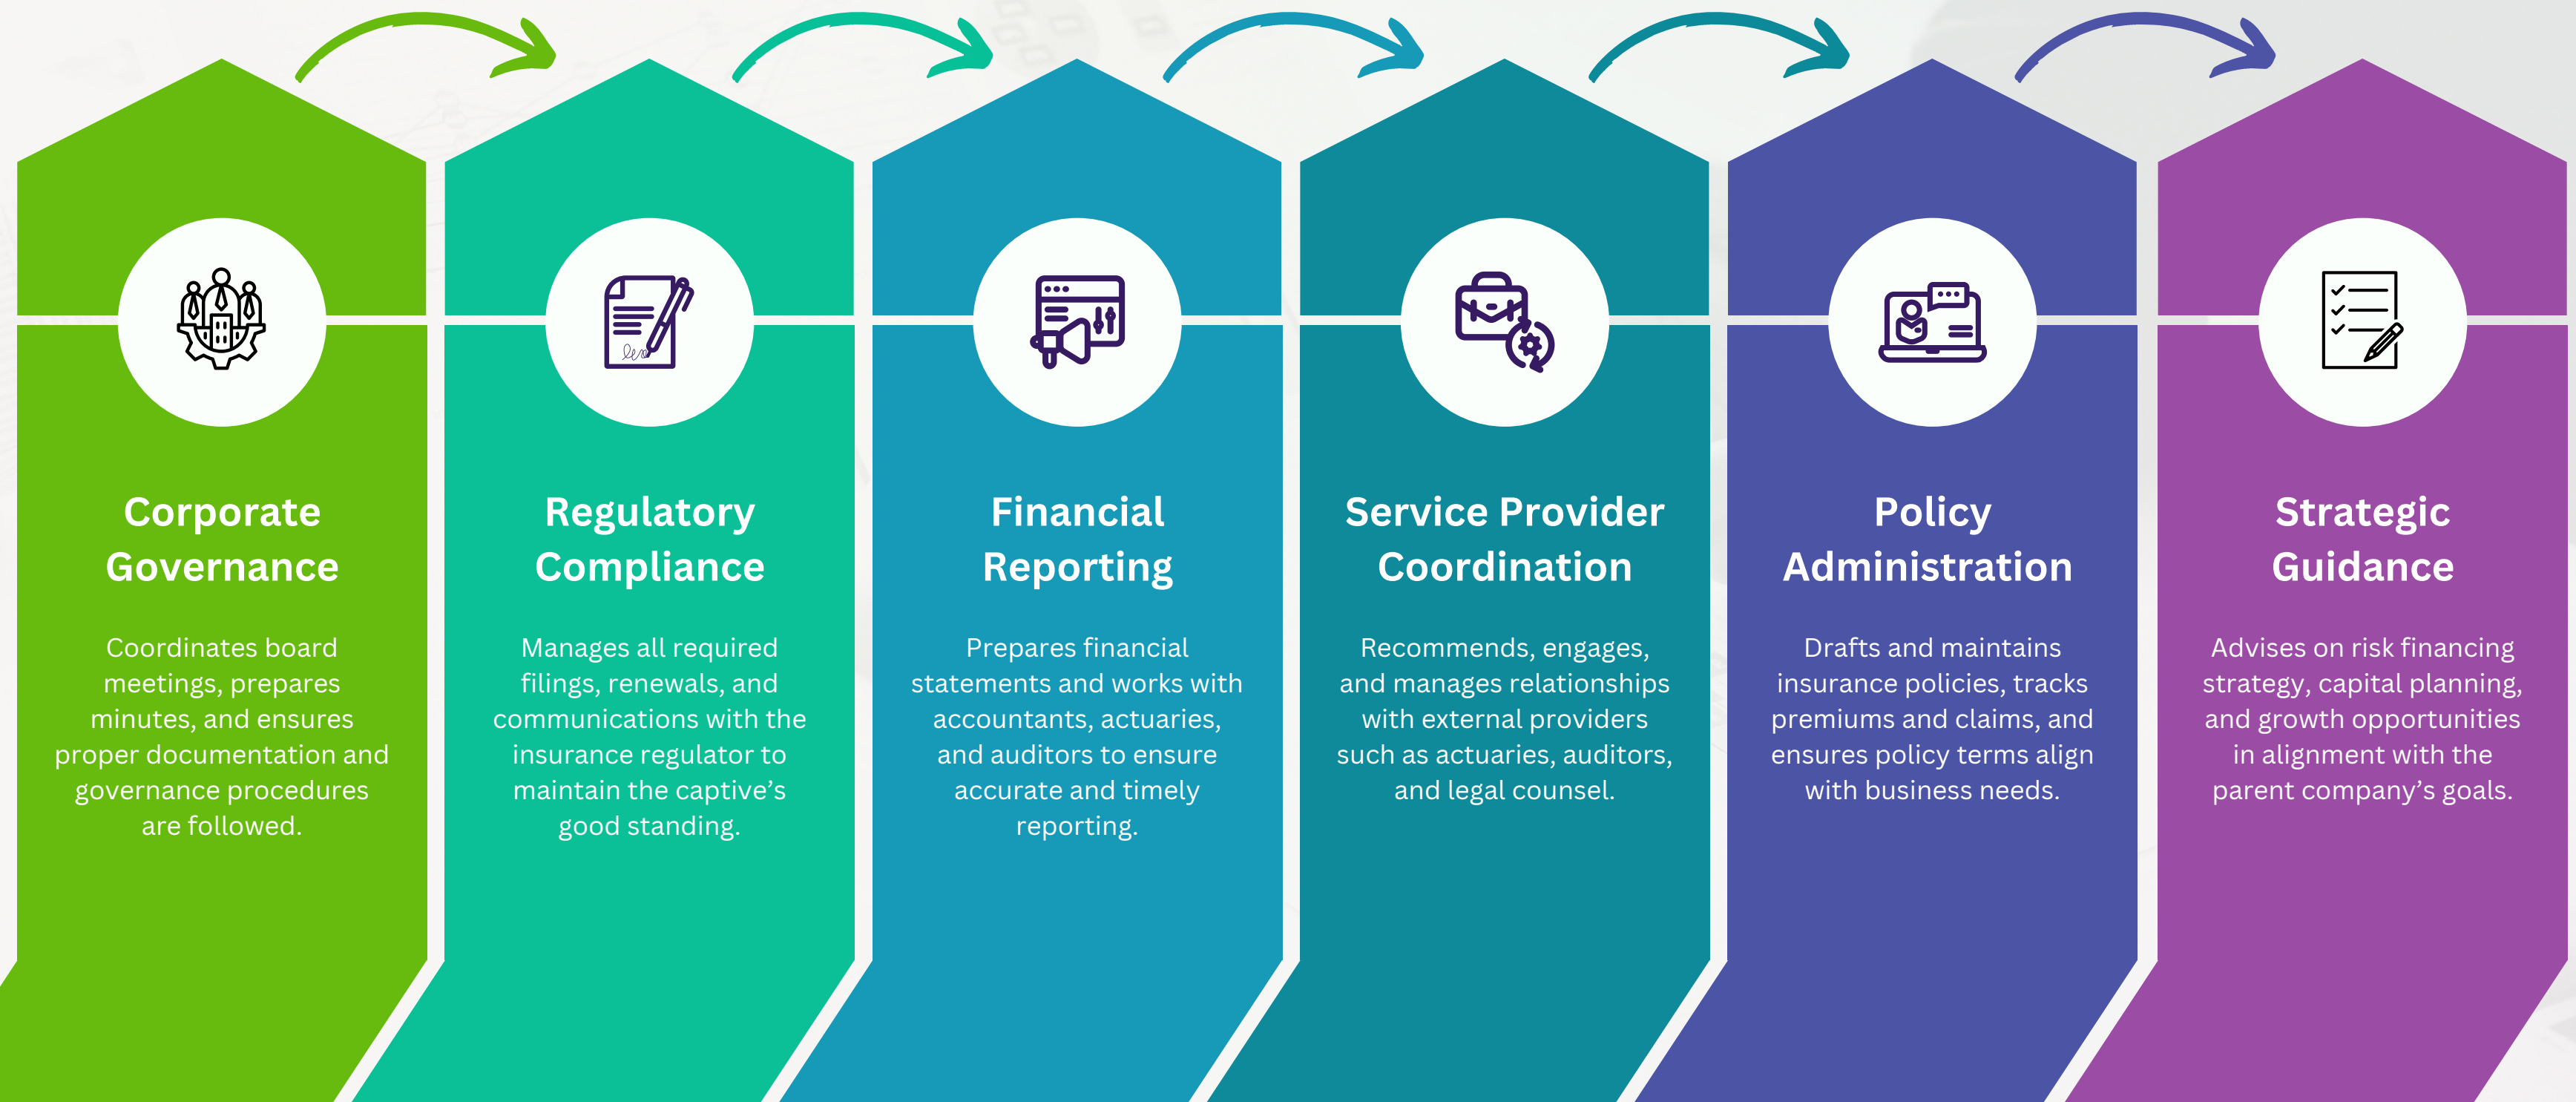 Corporate
Governance
Coordinates board
meetings, prepares
minutes, and ensures
proper documentation and
governance procedures
are followed.
Regulatory
Compliance
Manages all required
filings, renewals, and
communications with the
insurance regulator to
maintain the captive’s
good standing.
Financial
Reporting
Prepares financial
statements and works with
accountants, actuaries,
and auditors to ensure
accurate and timely
reporting.
Service Provider
Coordination
Recommends, engages,
and manages relationships
with external providers
such as actuaries, auditors,
and legal counsel.
Policy
Administration
Drafts and maintains
insurance policies, tracks
premiums and claims, and
ensures policy terms align
with business needs.
Strategic
Guidance
Advises on risk financing
strategy, capital planning,
and growth opportunities
in alignment with the
parent company’s goals.